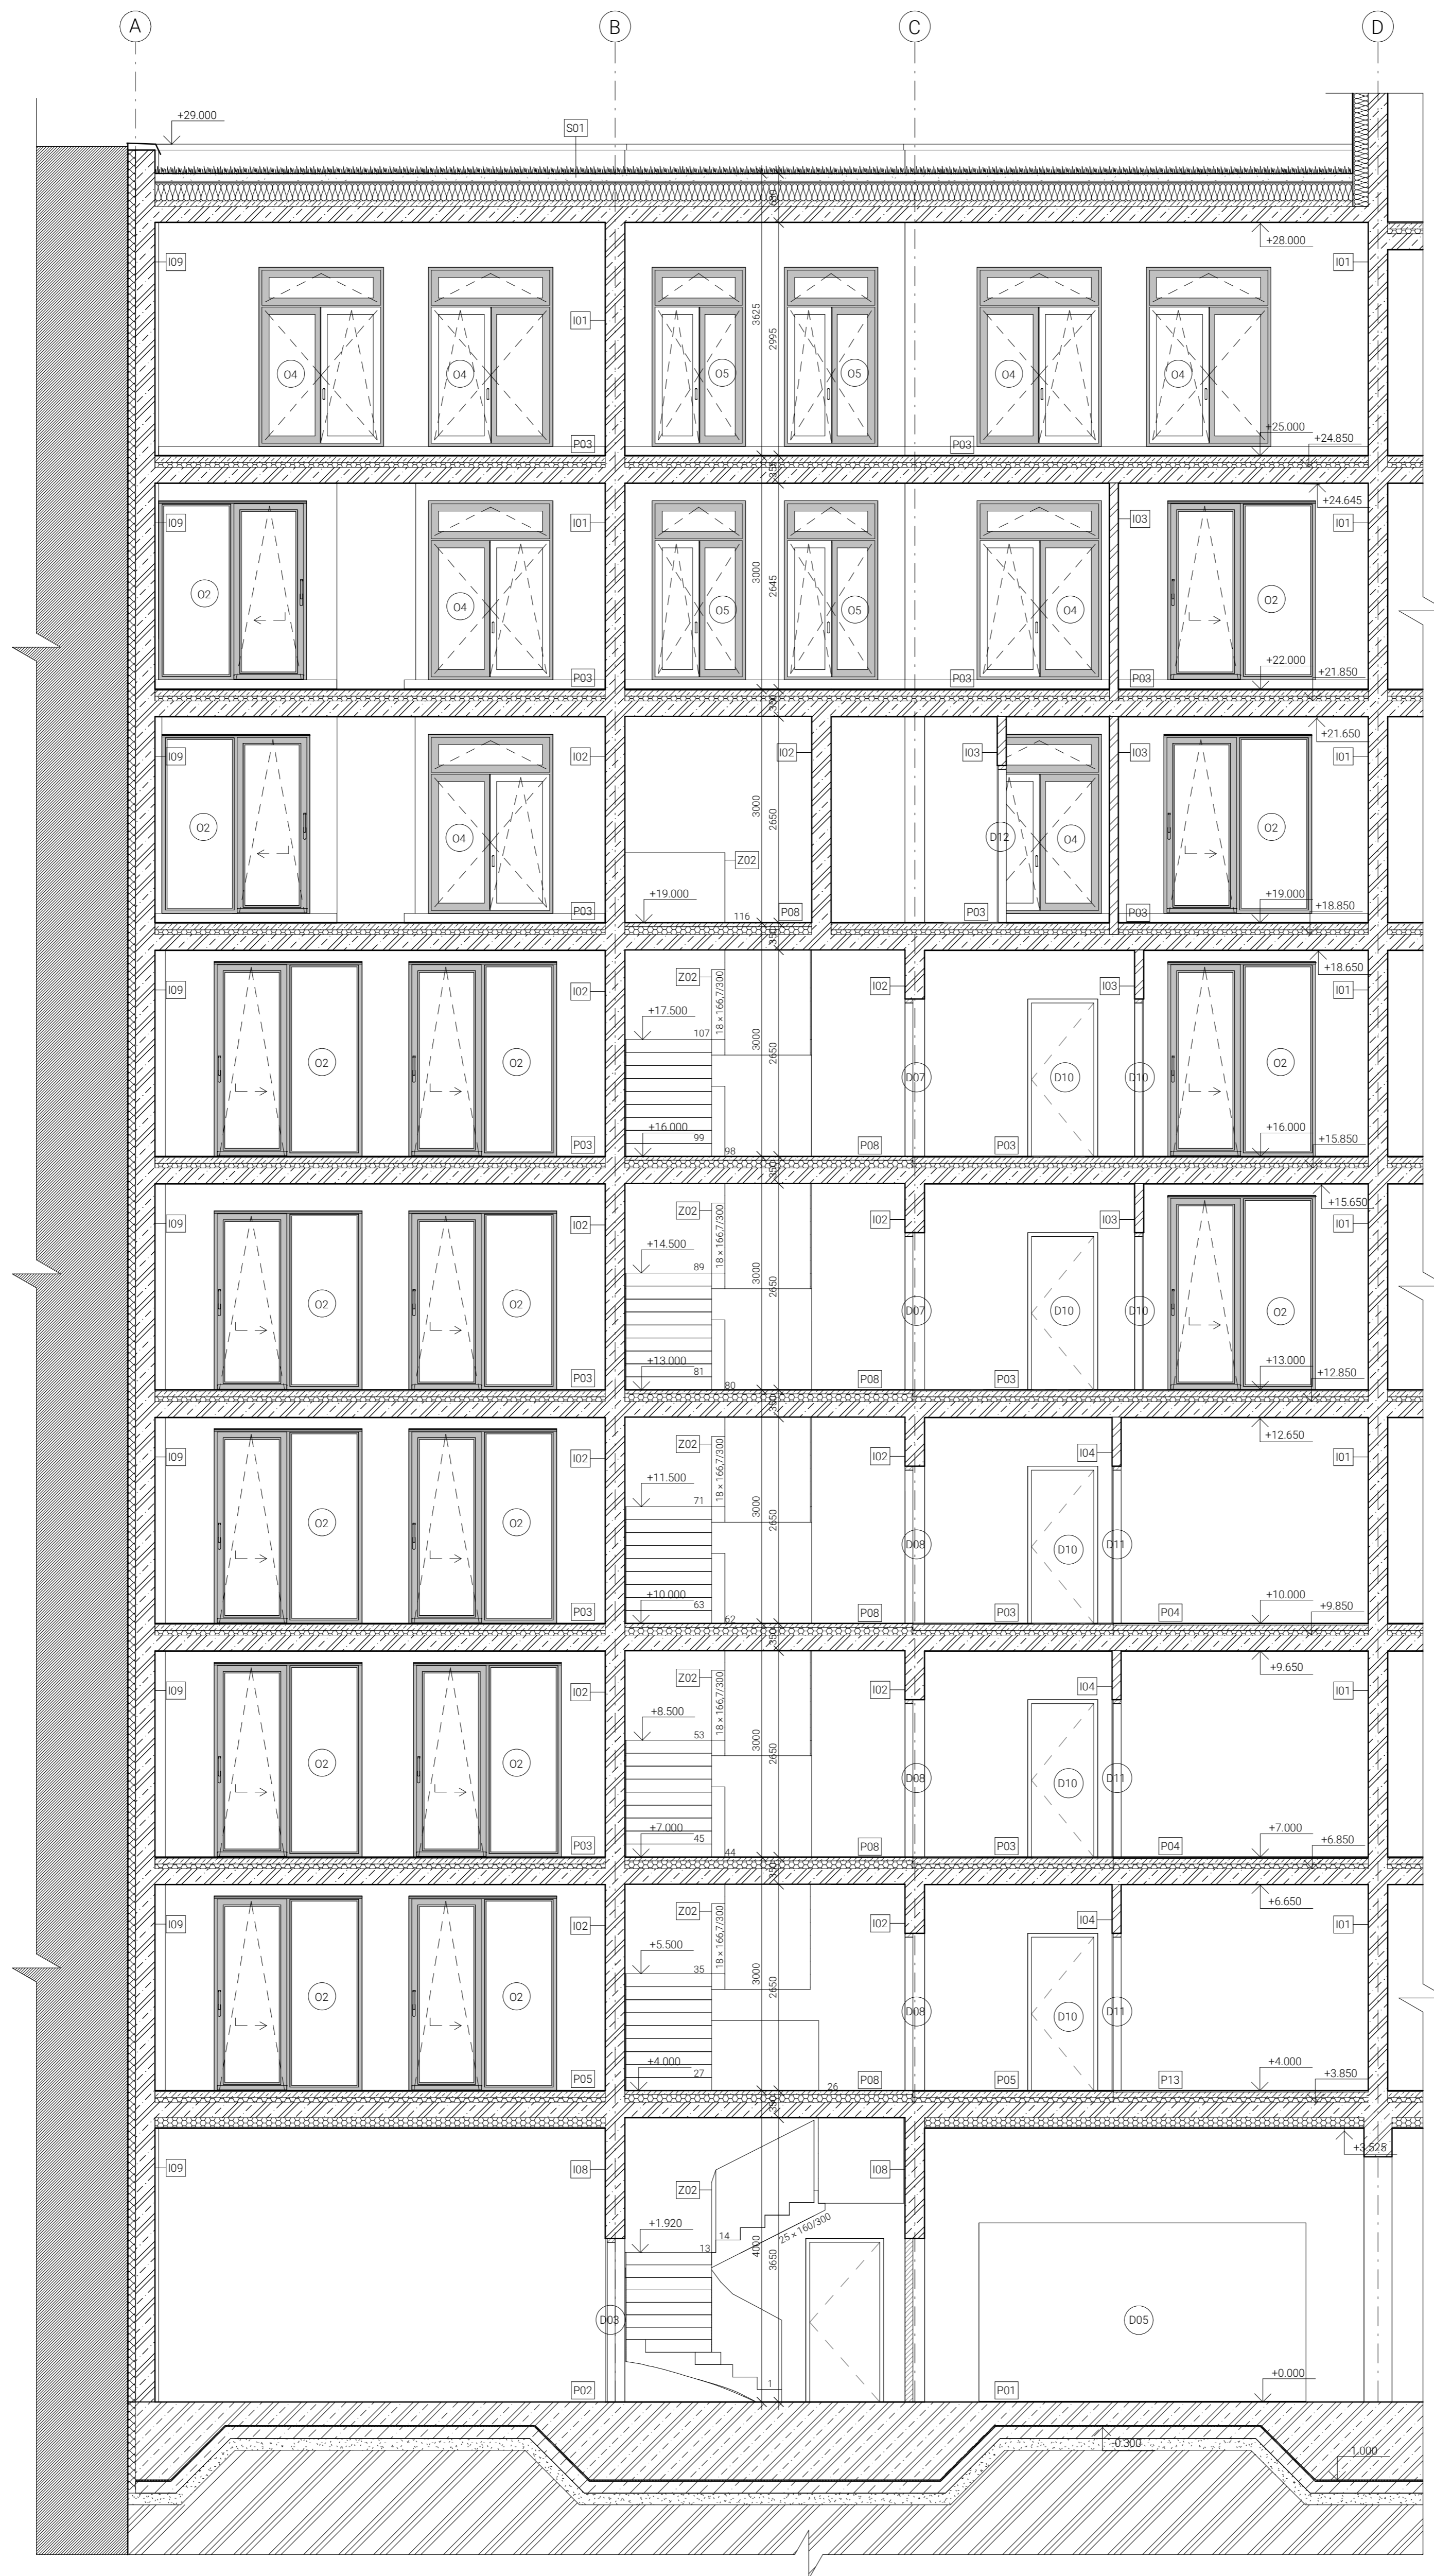 A B C D
+29.000
S01
630
I09
+28.000
I01
I01
3625
2995
O4 O4 O5 O5 O4 O4
P03 P03
+25.000
+24.850
350
+24.645
I09 I01 I03 I01
3000
2645
O2 O4 O5 O5 O4 O2
P03 P03 P03
+22.000
+21.850
350
+21.650
I09 I02 I02 I03 I03 I01
3000
2650
O2 O4 D12 O4 O2
Z02
+19.000
116
P03 P08 P03 P03
+19.000
+18.850
350
+18.650
I09 I02 Z02 I02 I03 I01
18 × 166,7/300
+17.500
107
3000
2650
O2 O2 D07 D10 D10 O2
+16.000
99
98
P03 P08 P03
+16.000
+15.850
350
+15.650
I09 I02 Z02 I02 I03 I01
18 × 166,7/300
+14.500
89
3000
2650
O2 O2 D07 D10 D10 O2
+13.000
81
80
P03 P08 P03
+13.000
+12.850
350
+12.650
I09 I02 Z02 I02 I04 I01
18 × 166,7/300
+11.500
71
3000
2650
O2 O2 D08 D10 D11
+10.000
63
62
P03 P08 P03 P04
+10.000
+9.850
350
+9.650
I09 I02 Z02 I02 I04 I01
18 × 166,7/300
+8.500
53
3000
2650
O2 O2 D08 D10 D11
+7.000
45
44
P03 P08 P03 P04
+7.000
+6.850
350
+6.650
I09 I02 Z02 I02 I04 I01
18 × 166,7/300
+5.500
35
3000
2650
O2 O2 D08 D10 D11
+4.000
27
26
P05 P08 P05 P13
+4.000
+3.850
350
+3.525
I09 I08 Z02 I08
+1.920
13
14
25 × 160/300
4000
3650
D03 D05
1
P02 P01
+0.000
-0.300
-1.000